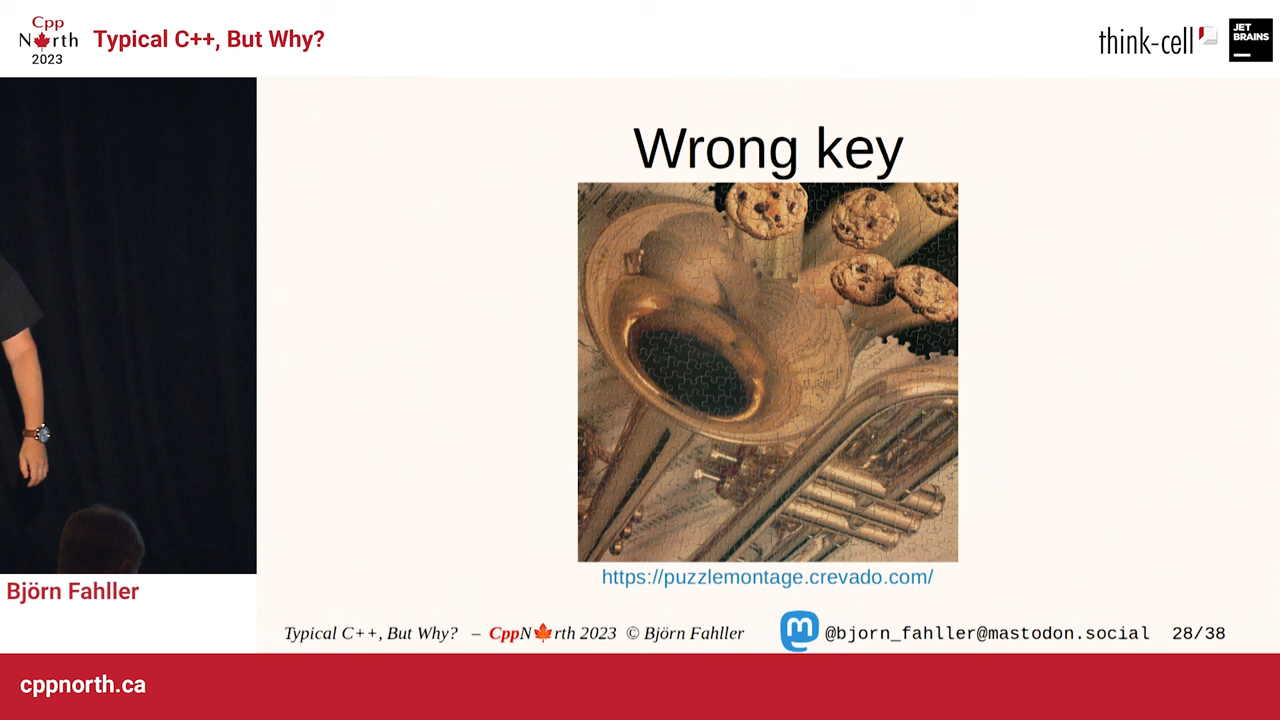 Cpp
North
2023
Typical C++, But Why?
think-cell
JET
BRAINS
Wrong key
https://puzzlemontage.crevado.com/
Björn Fahller
Typical C++, But Why? – CppN🍁rth 2023 © Björn Fahller
@bjorn_fahller@mastodon.social 28/38
cppnorth.ca